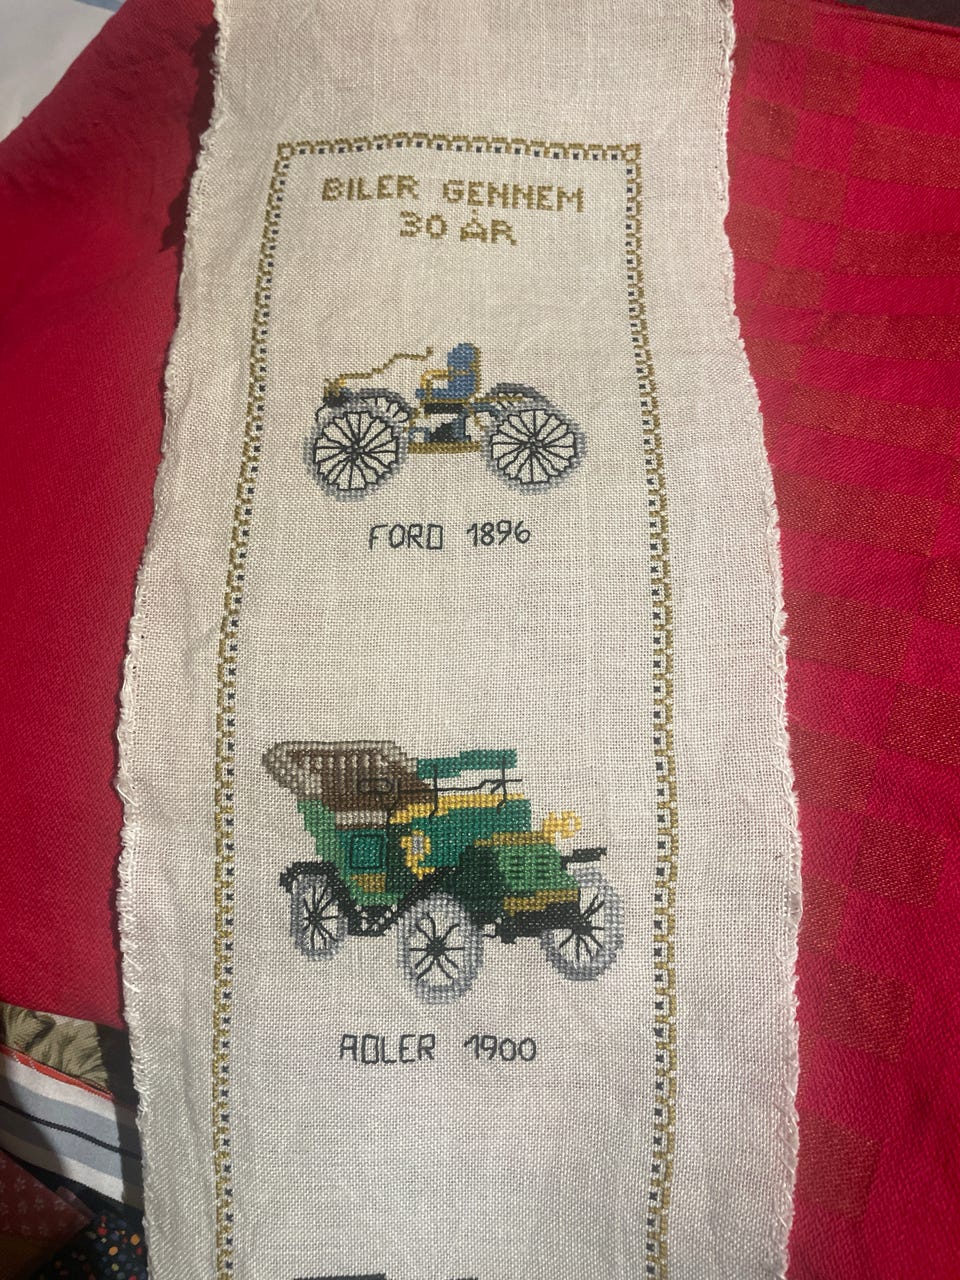 BILER GENNEM
30 ÅR
FORD 1896
ADLER 1900